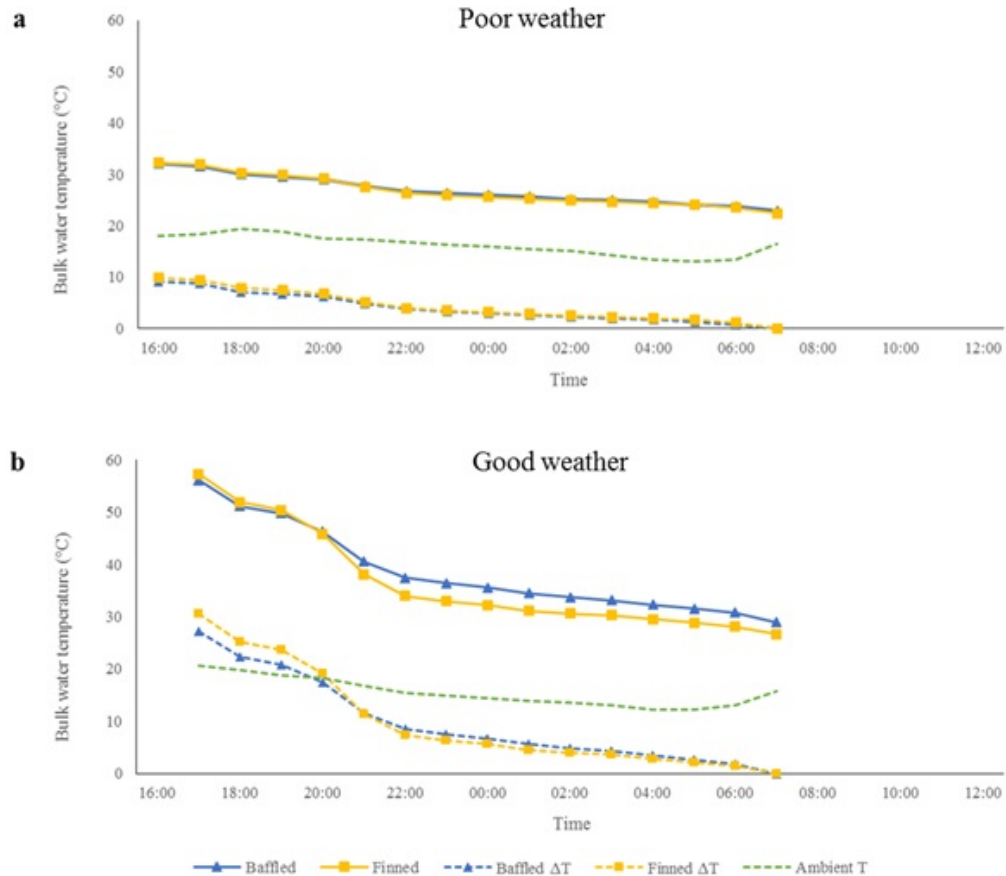 a
Poor weather
Bulk water temperature (°C)
60
50
40
30
20
10
0
16:00 18:00 20:00 22:00 00:00 02:00 04:00 06:00 08:00 10:00 12:00
Time
b
Good weather
Bulk water temperature (°C)
60
50
40
30
20
10
0
16:00 18:00 20:00 22:00 00:00 02:00 04:00 06:00 08:00 10:00 12:00
Time
Baffled Finned Baffled ΔT Finned ΔT Ambient T